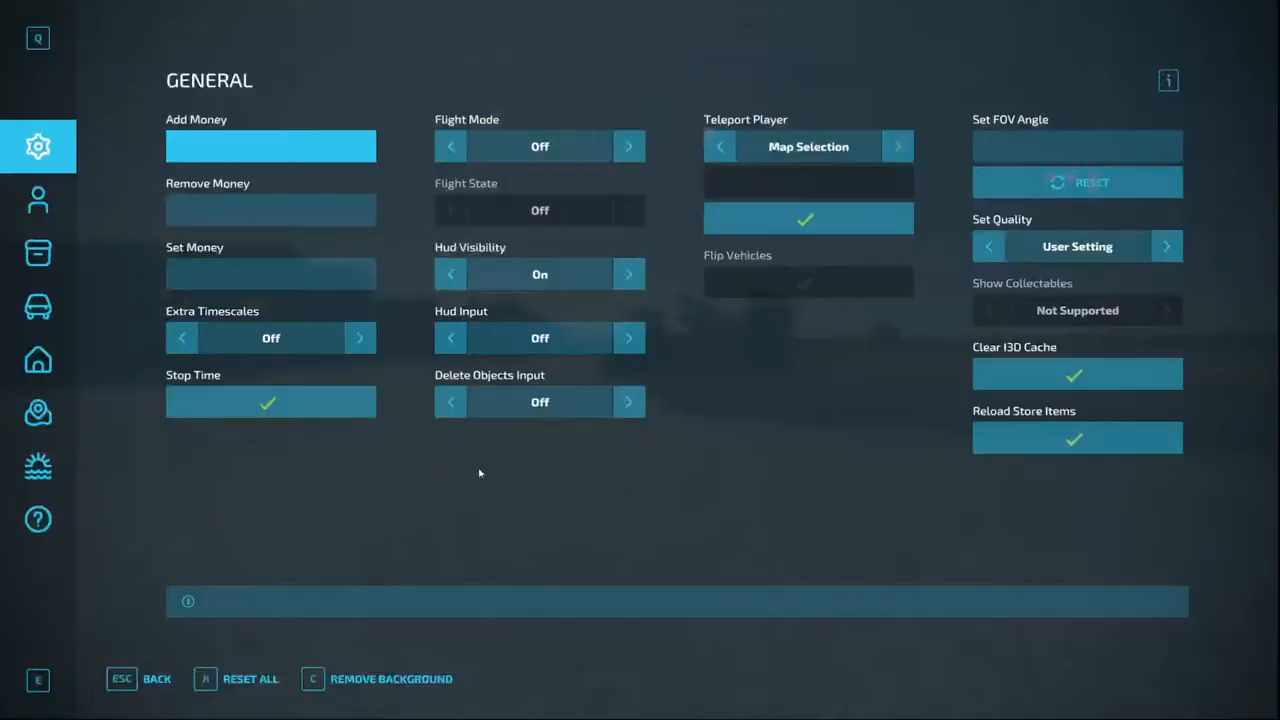 Q
GENERAL
Add Money
Remove Money
Set Money
Extra Timescales
Off
Stop Time
Flight Mode
Off
Flight State
Off
Hud Visibility
On
Hud Input
Off
Delete Objects Input
Off
Teleport Player
Map Selection
Flip Vehicles
Set FOV Angle
RESET
Set Quality
User Setting
Show Collectables
Not Supported
Clear I3D Cache
Reload Store Items
E
ESC BACK
RESET ALL
C REMOVE BACKGROUND